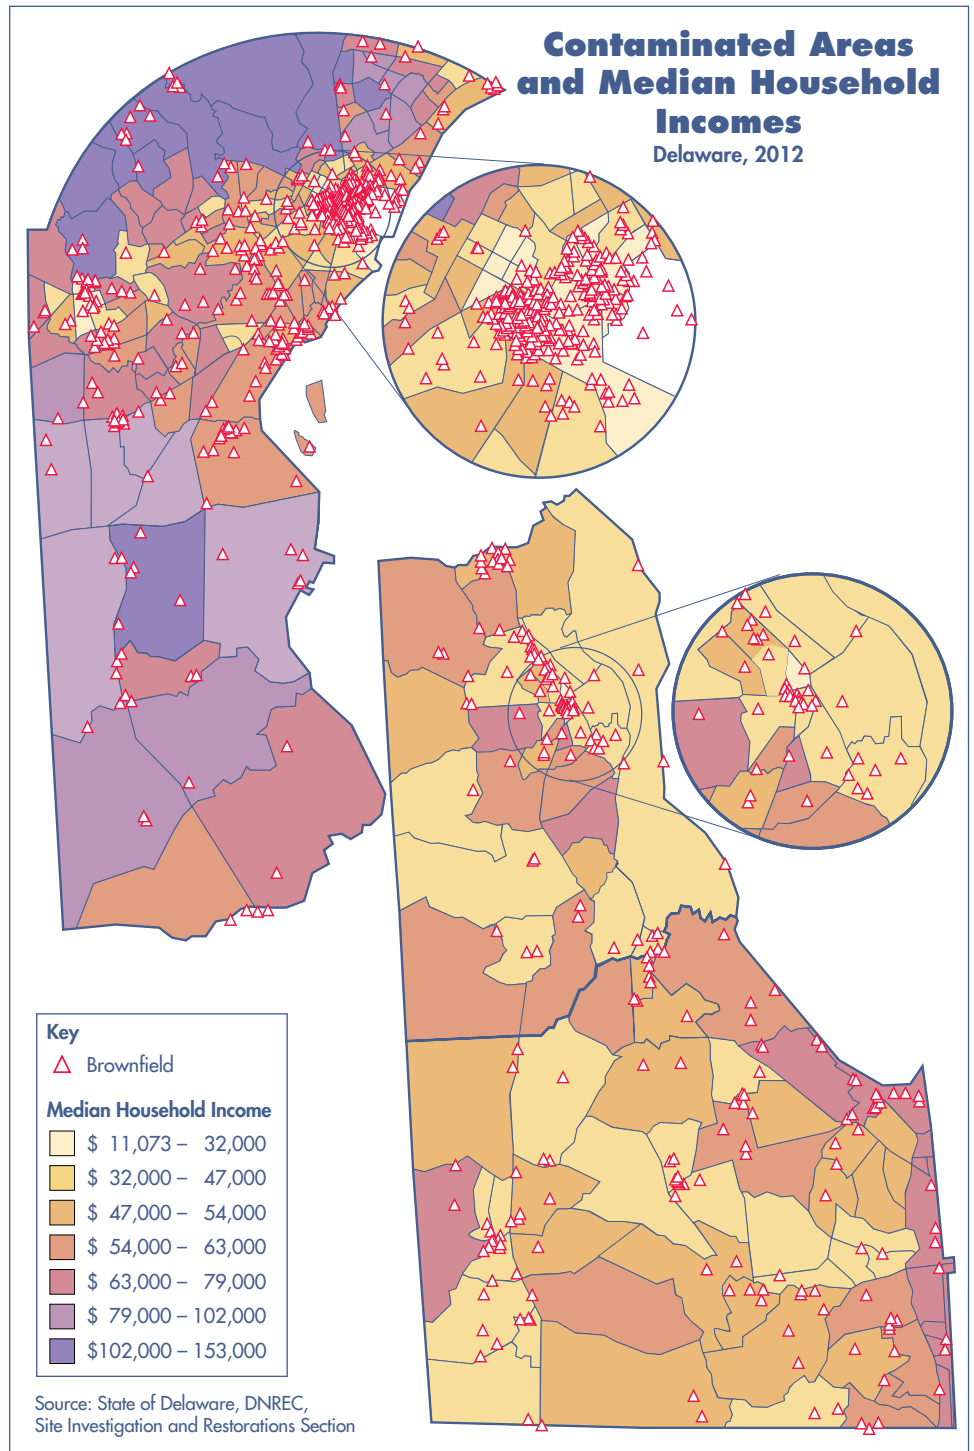 Contaminated Areas
and Median Household
Incomes
Delaware, 2012
Key
Brownfield
Median Household Income
$ 11,073 – 32,000
$ 32,000 – 47,000
$ 47,000 – 54,000
$ 54,000 – 63,000
$ 63,000 – 79,000
$ 79,000 – 102,000
$102,000 – 153,000
Source: State of Delaware, DNREC,
Site Investigation and Restorations Section